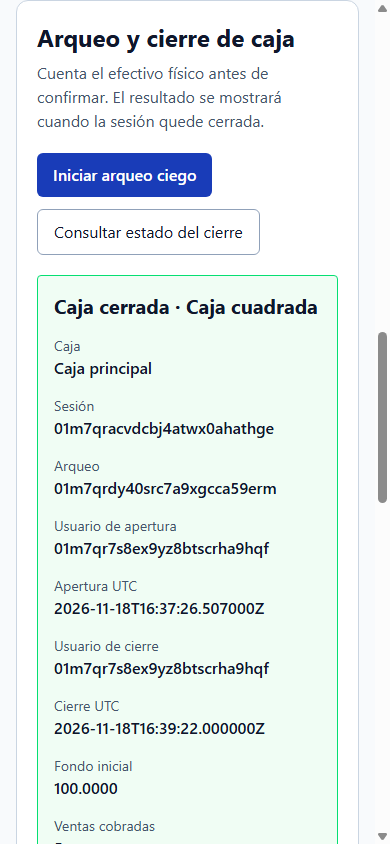 Arqueo y cierre de caja
Cuenta el efectivo físico antes de
confirmar. El resultado se mostrará
cuando la sesión quede cerrada.
Iniciar arqueo ciego
Consultar estado del cierre
Caja cerrada · Caja cuadrada
Caja
Caja principal
Sesión
01m7qracvdcbj4atwx0ahathge
Arqueo
01m7qrdy40src7a9xgcca59erm
Usuario de apertura
01m7qr7s8ex9yz8btscrha9hqf
Apertura UTC
2026-11-18T16:37:26.507000Z
Usuario de cierre
01m7qr7s8ex9yz8btscrha9hqf
Cierre UTC
2026-11-18T16:39:22.000000Z
Fondo inicial
100.0000
Ventas cobradas